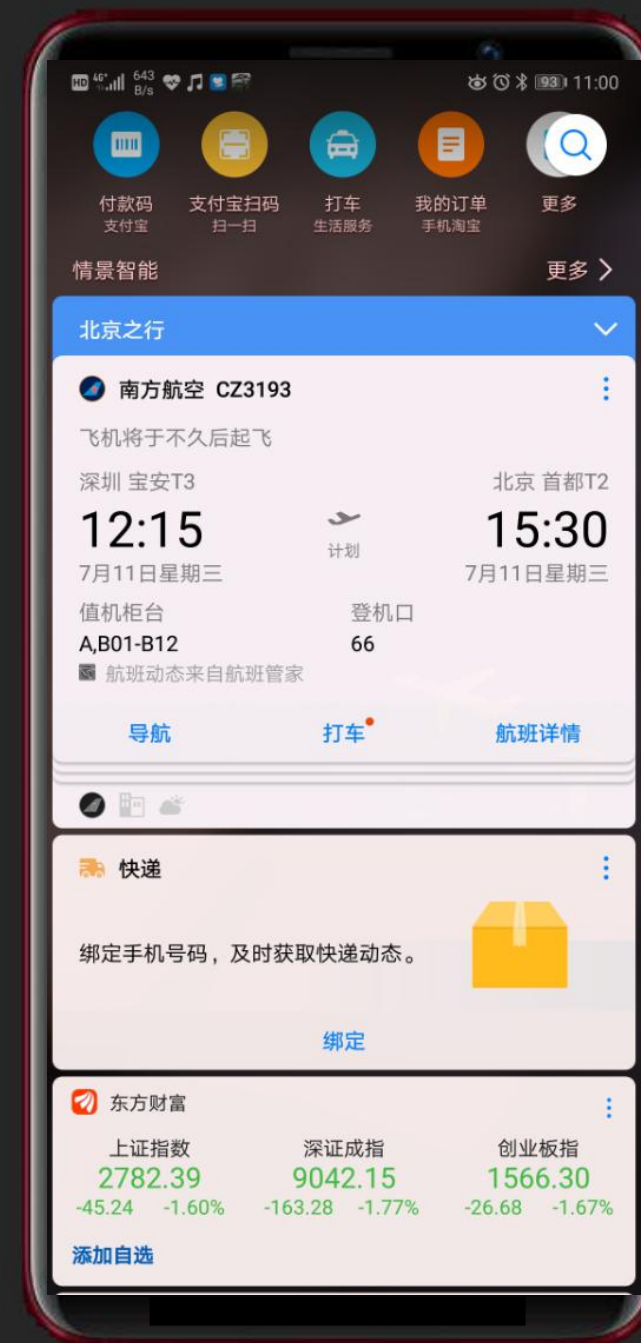 HD 4G+ 643 B/s 93 11:00
付款码 支付宝扫码 打车 我的订单 更多
支付宝 扫一扫 生活服务 手机淘宝
情景智能 更多
北京之行
南方航空 CZ3193
飞机将于不久后起飞
深圳 宝安T3 北京 首都T2
12:15 15:30
计划
7月11日星期三 7月11日星期三
值机柜台 登机口
A,B01-B12 66
航班动态来自航班管家
导航 打车 航班详情
快递
绑定手机号码，及时获取快递动态。
绑定
东方财富
上证指数 深证成指 创业板指
2782.39 9042.15 1566.30
-45.24 -1.60% -163.28 -1.77% -26.68 -1.67%
添加自选